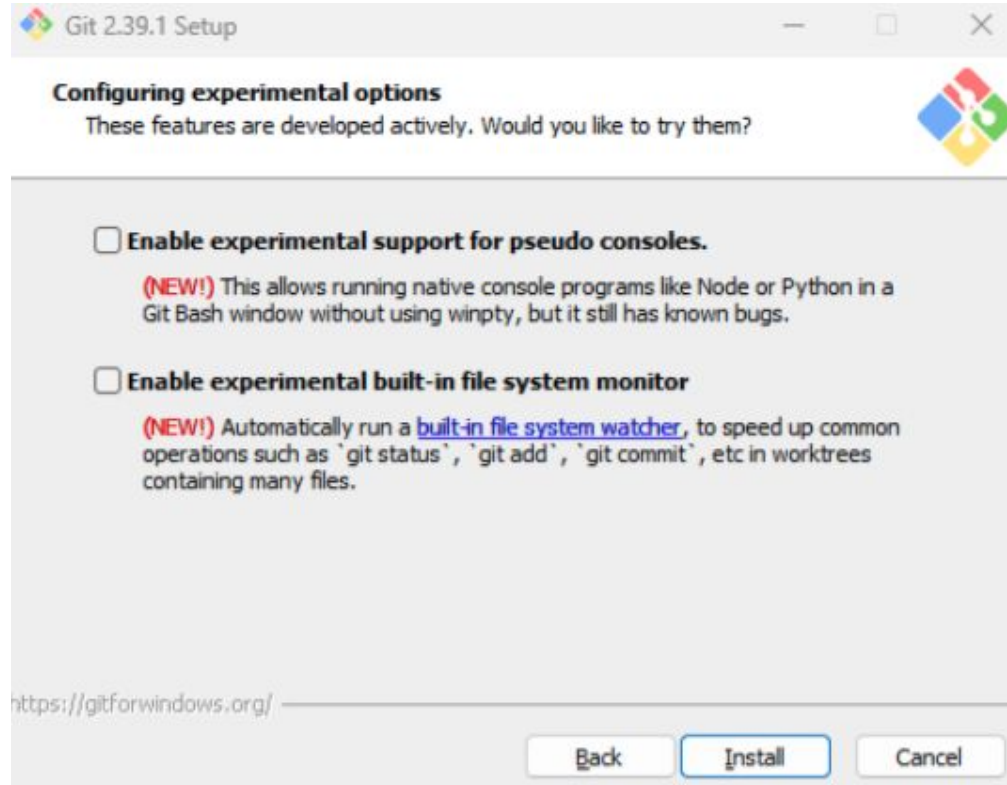 Git 2.39.1 Setup
Configuring experimental options
These features are developed actively. Would you like to try them?
Enable experimental support for pseudo consoles.
(NEW!) This allows running native console programs like Node or Python in a
Git Bash window without using winpty, but it still has known bugs.
Enable experimental built-in file system monitor
(NEW!) Automatically run a built-in file system watcher, to speed up common
operations such as `git status`, `git add`, `git commit`, etc in worktrees
containing many files.
https://gitforwindows.org/
Back
Install
Cancel